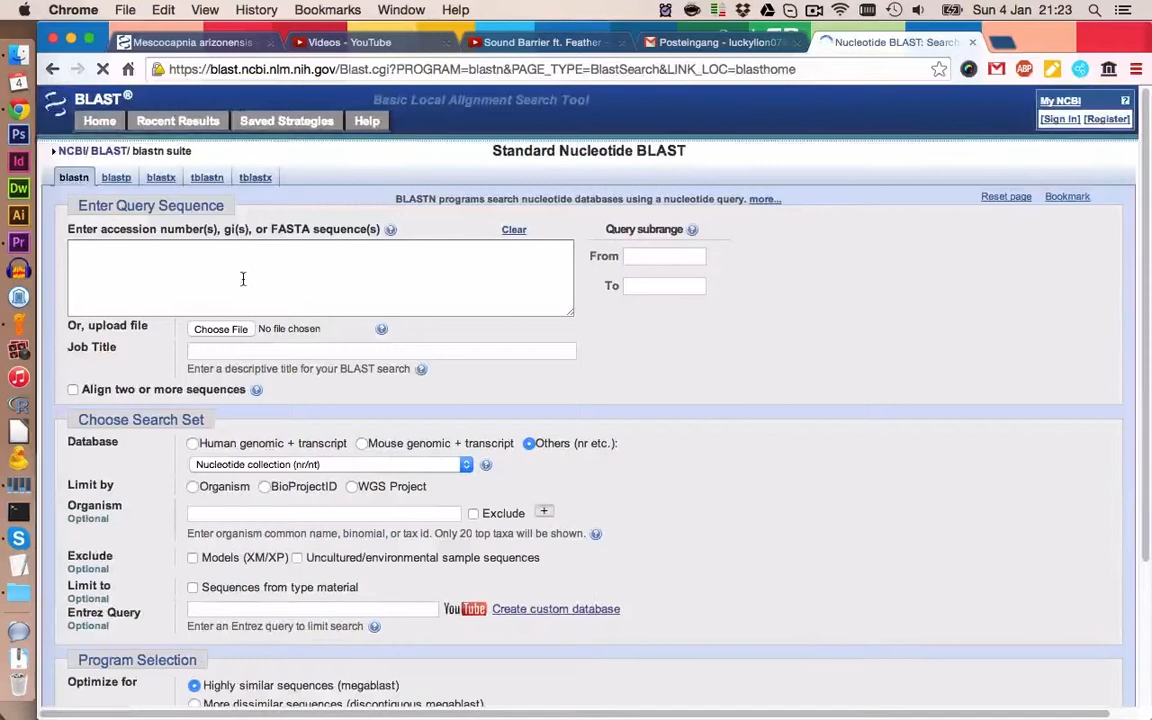 Chrome File Edit View History Bookmarks Window Help Sun 4 Jan 21:23
Mescocapnia arizonensis Videos - YouTube Sound Barrier ft. Feather Posteingang - luckylion07 Nucleotide BLAST: Search
https://blast.ncbi.nlm.nih.gov/Blast.cgi?PROGRAM=blastn&PAGE_TYPE=BlastSearch&LINK_LOC=blasthome
BLAST® Basic Local Alignment Search Tool
My NCBI
Home Recent Results Saved Strategies Help
[Sign In] [Register]
NCBI/ BLAST/ blastn suite Standard Nucleotide BLAST
blastn blastp blastx tblastn tblastx
BLASTN programs search nucleotide databases using a nucleotide query. more... Reset page Bookmark
Enter Query Sequence
Enter accession number(s), gi(s), or FASTA sequence(s) Clear Query subrange
From
To
Or, upload file Choose File No file chosen
Job Title
Enter a descriptive title for your BLAST search
Align two or more sequences
Choose Search Set
Database Human genomic + transcript Mouse genomic + transcript Others (nr etc.):
Nucleotide collection (nr/nt)
Limit by Organism BioProjectID WGS Project
Organism
Optional
Exclude +
Enter organism common name, binomial, or tax id. Only 20 top taxa will be shown.
Exclude
Optional
Models (XM/XP) Uncultured/environmental sample sequences
Limit to
Optional
Sequences from type material
Entrez Query
Optional
YouTube Create custom database
Enter an Entrez query to limit search
Program Selection
Optimize for Highly similar sequences (megablast)
More dissimilar sequences (discontiguous megablast)